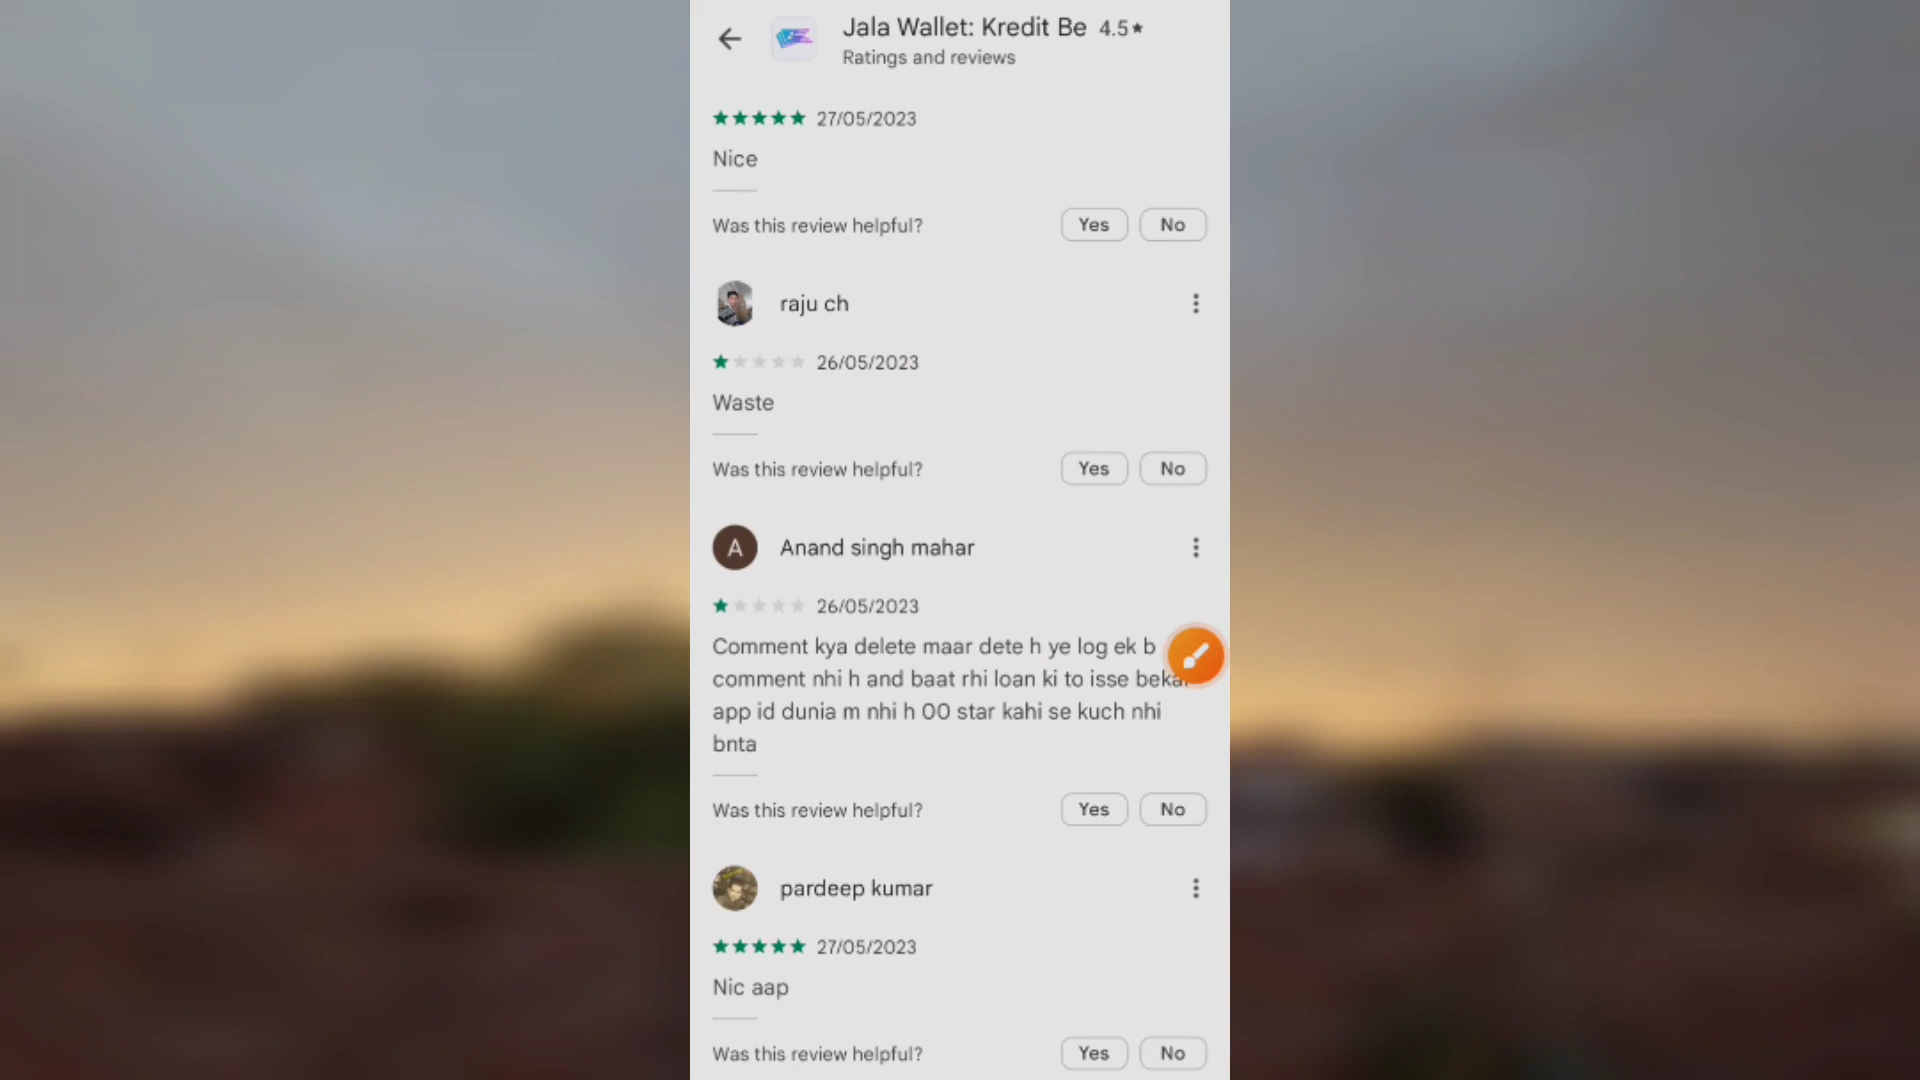 Jala Wallet: Kredit Be 4.5★
Ratings and reviews
27/05/2023
Nice
Was this review helpful? Yes No
raju ch
26/05/2023
Waste
Was this review helpful? Yes No
A Anand singh mahar
26/05/2023
Comment kya delete maar dete h ye log ek b
comment nhi h and baat rhi loan ki to isse
app id dunia m nhi h 00 star kahi se kuch nhi
bnta
Was this review helpful? Yes No
pardeep kumar
27/05/2023
Nic aap
Was this review helpful? Yes No